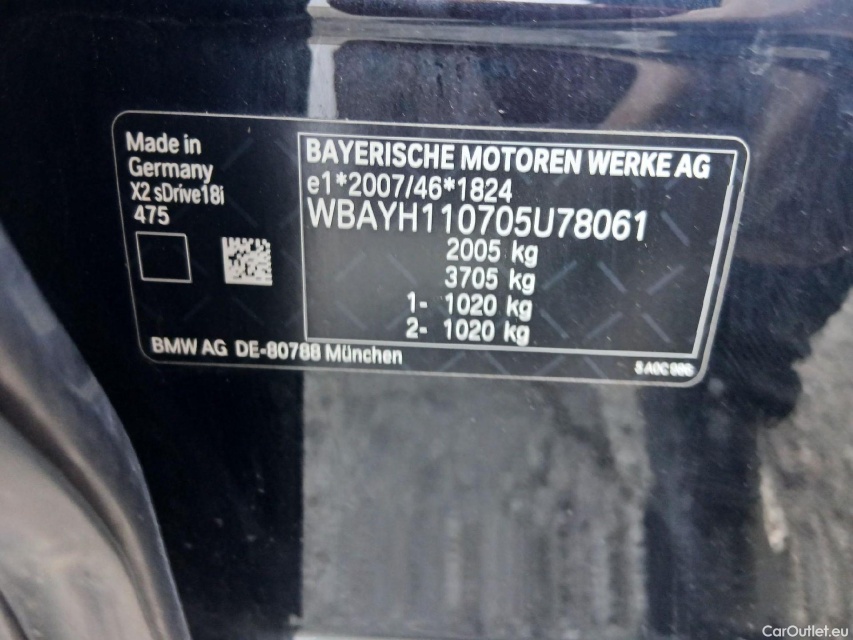 Made in
Germany
X2 sDrive18i
475
BAYERISCHE MOTOREN WERKE AG
e1*2007/46*1824
WBAYH110705U78061
2005 kg
3705 kg
1- 1020 kg
2- 1020 kg
BMW AG DE-80788 München
CarOutlet.eu